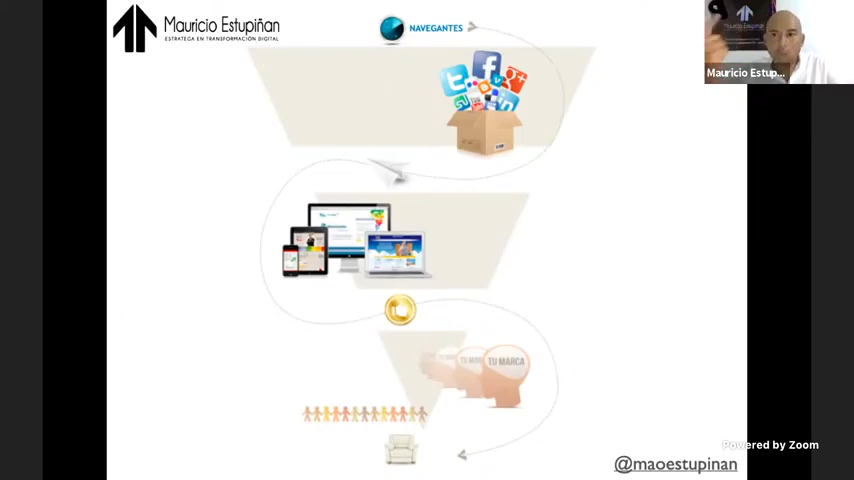 Mauricio Estupiñan
ESTRATEGA EN TRANSFORMACIÓN DIGITAL
NAVEGANTES
Mauricio Estup...
TU MARCA
Powered by Zoom
@maoestupinan